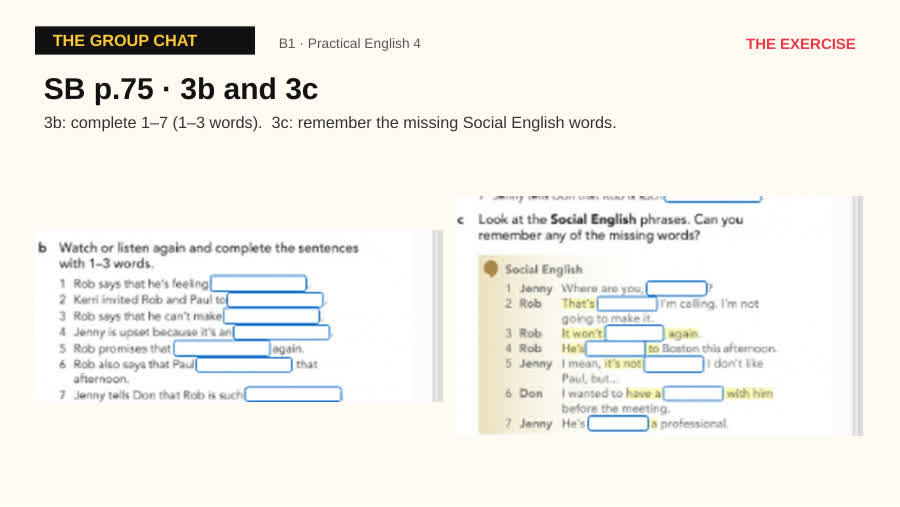 THE GROUP CHAT
B1 · Practical English 4
THE EXERCISE
SB p.75 · 3b and 3c
3b: complete 1–7 (1–3 words). 3c: remember the missing Social English words.
b Watch or listen again and complete the sentences
with 1–3 words.
1 Rob says that he's feeling .
2 Kerri invited Rob and Paul to .
3 Rob says that he can't make .
4 Jenny is upset because it's an .
5 Rob promises that again.
6 Rob also says that Paul that
afternoon.
7 Jenny tells Don that Rob is such
7 Jenny tells Don that Rob is such
c Look at the Social English phrases. Can you
remember any of the missing words?
Social English
1 Jenny Where are you, ?
2 Rob That's I'm calling. I'm not
going to make it.
3 Rob It won't again.
4 Rob He's to Boston this afternoon.
5 Jenny I mean, it's not I don't like
Paul, but...
6 Don I wanted to have a with him
before the meeting.
7 Jenny He's a professional.